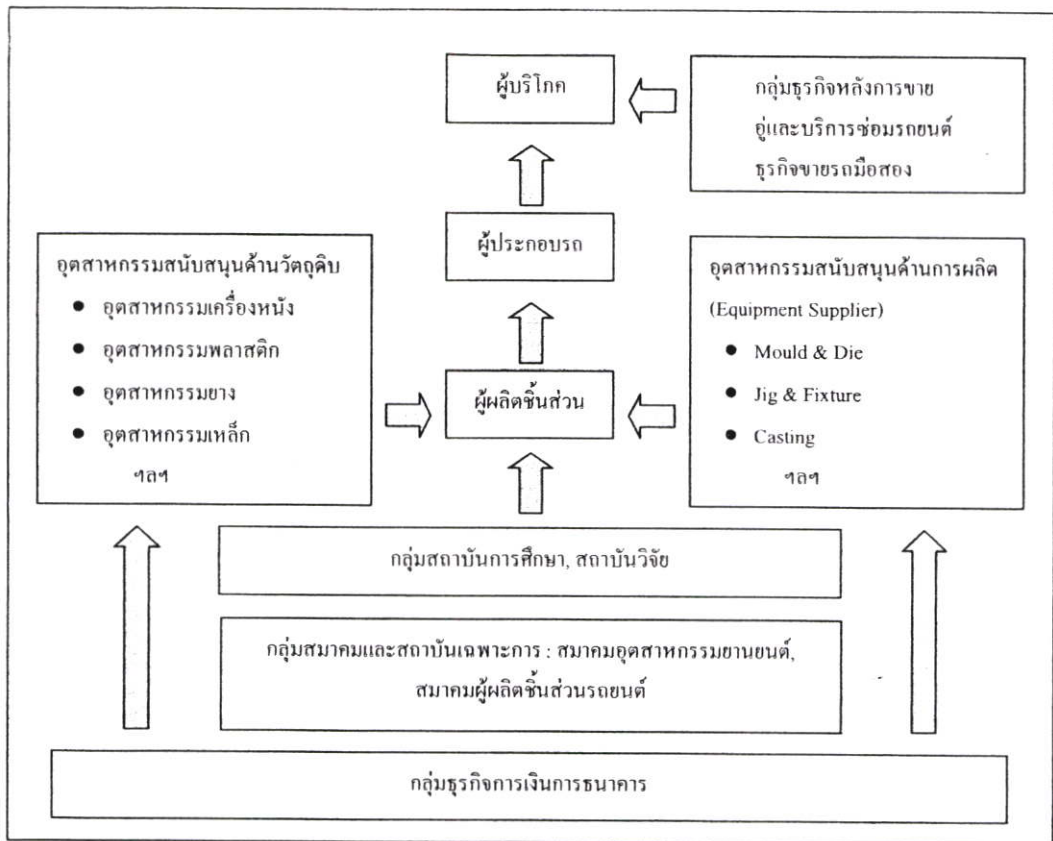 ผู้บริโภค
กลุ่มธุรกิจหลังการขาย
อู่และบริการซ่อมรถยนต์
ธุรกิจขายรถมือสอง
ผู้ประกอบรถ
อุตสาหกรรมสนับสนุนด้านวัตถุดิบ
● อุตสาหกรรมเครื่องหนัง
● อุตสาหกรรมพลาสติก
● อุตสาหกรรมยาง
● อุตสาหกรรมเหล็ก
ฯลฯ
อุตสาหกรรมสนับสนุนด้านการผลิต
(Equipment Supplier)
● Mould & Die
● Jig & Fixture
● Casting
ฯลฯ
ผู้ผลิตชิ้นส่วน
กลุ่มสถาบันการศึกษา, สถาบันวิจัย
กลุ่มสมาคมและสถาบันเฉพาะการ : สมาคมอุตสาหกรรมยานยนต์,
สมาคมผู้ผลิตชิ้นส่วนรถยนต์
กลุ่มธุรกิจการเงินการธนาคาร